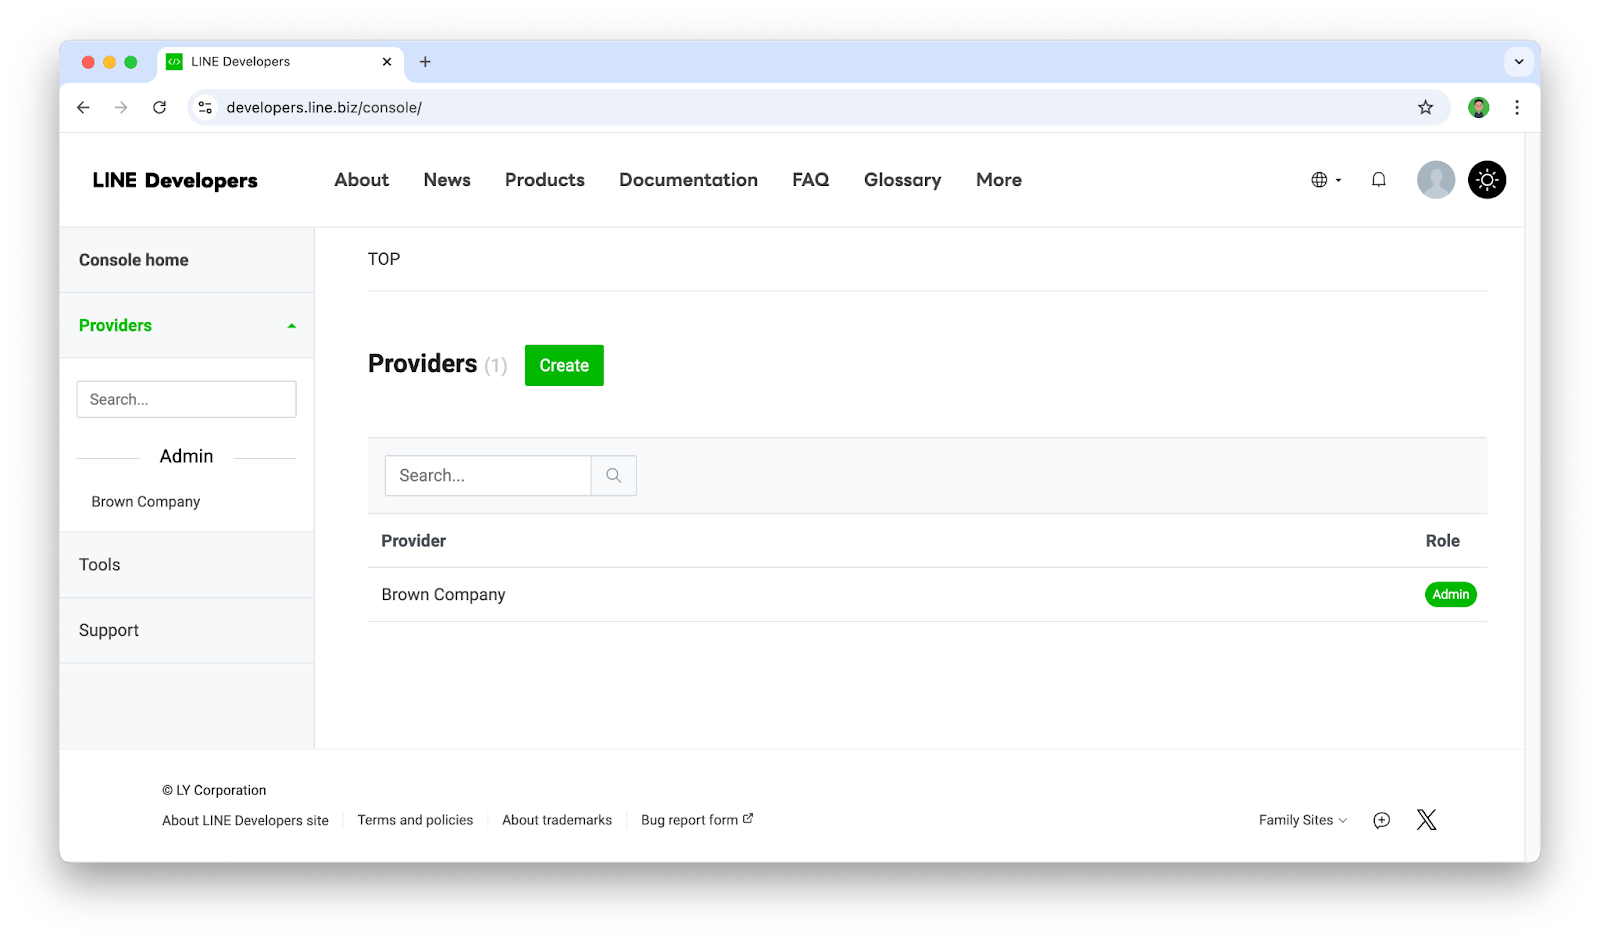 LINE Developers
developers.line.biz/console/
LINE Developers
About
News
Products
Documentation
FAQ
Glossary
More
Console home
Providers
Search...
Admin
Brown Company
Tools
Support
TOP
Providers (1)
Create
Search...
Provider
Role
Brown Company
Admin
© LY Corporation
About LINE Developers site
Terms and policies
About trademarks
Bug report form
Family Sites